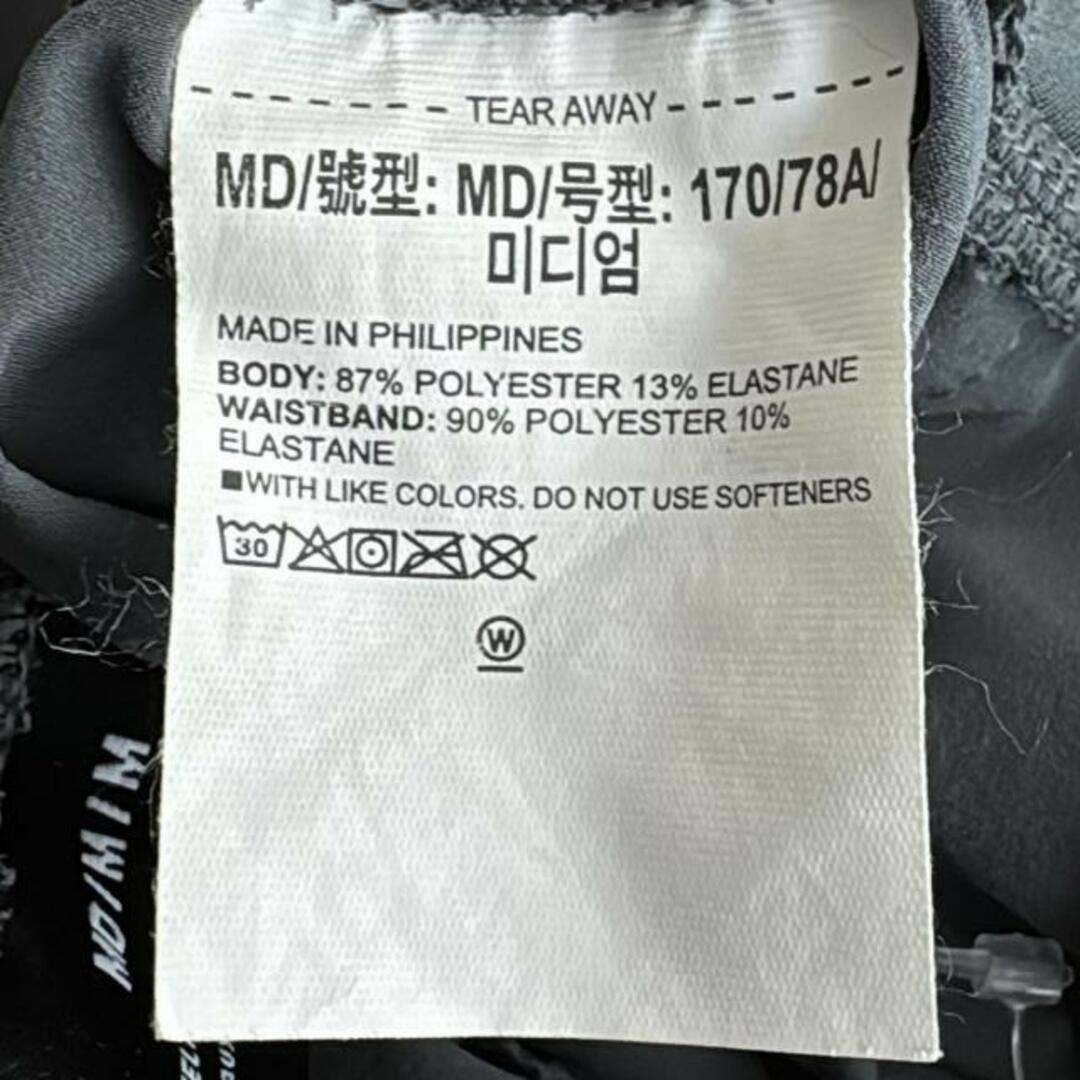 TEAR AWAY
MD/號型: MD/号型: 170/78A/
미디엄
MADE IN PHILIPPINES
BODY: 87% POLYESTER 13% ELASTANE
WAISTBAND: 90% POLYESTER 10%
ELASTANE
■WITH LIKE COLORS. DO NOT USE SOFTENERS
30
W
MD/M/M